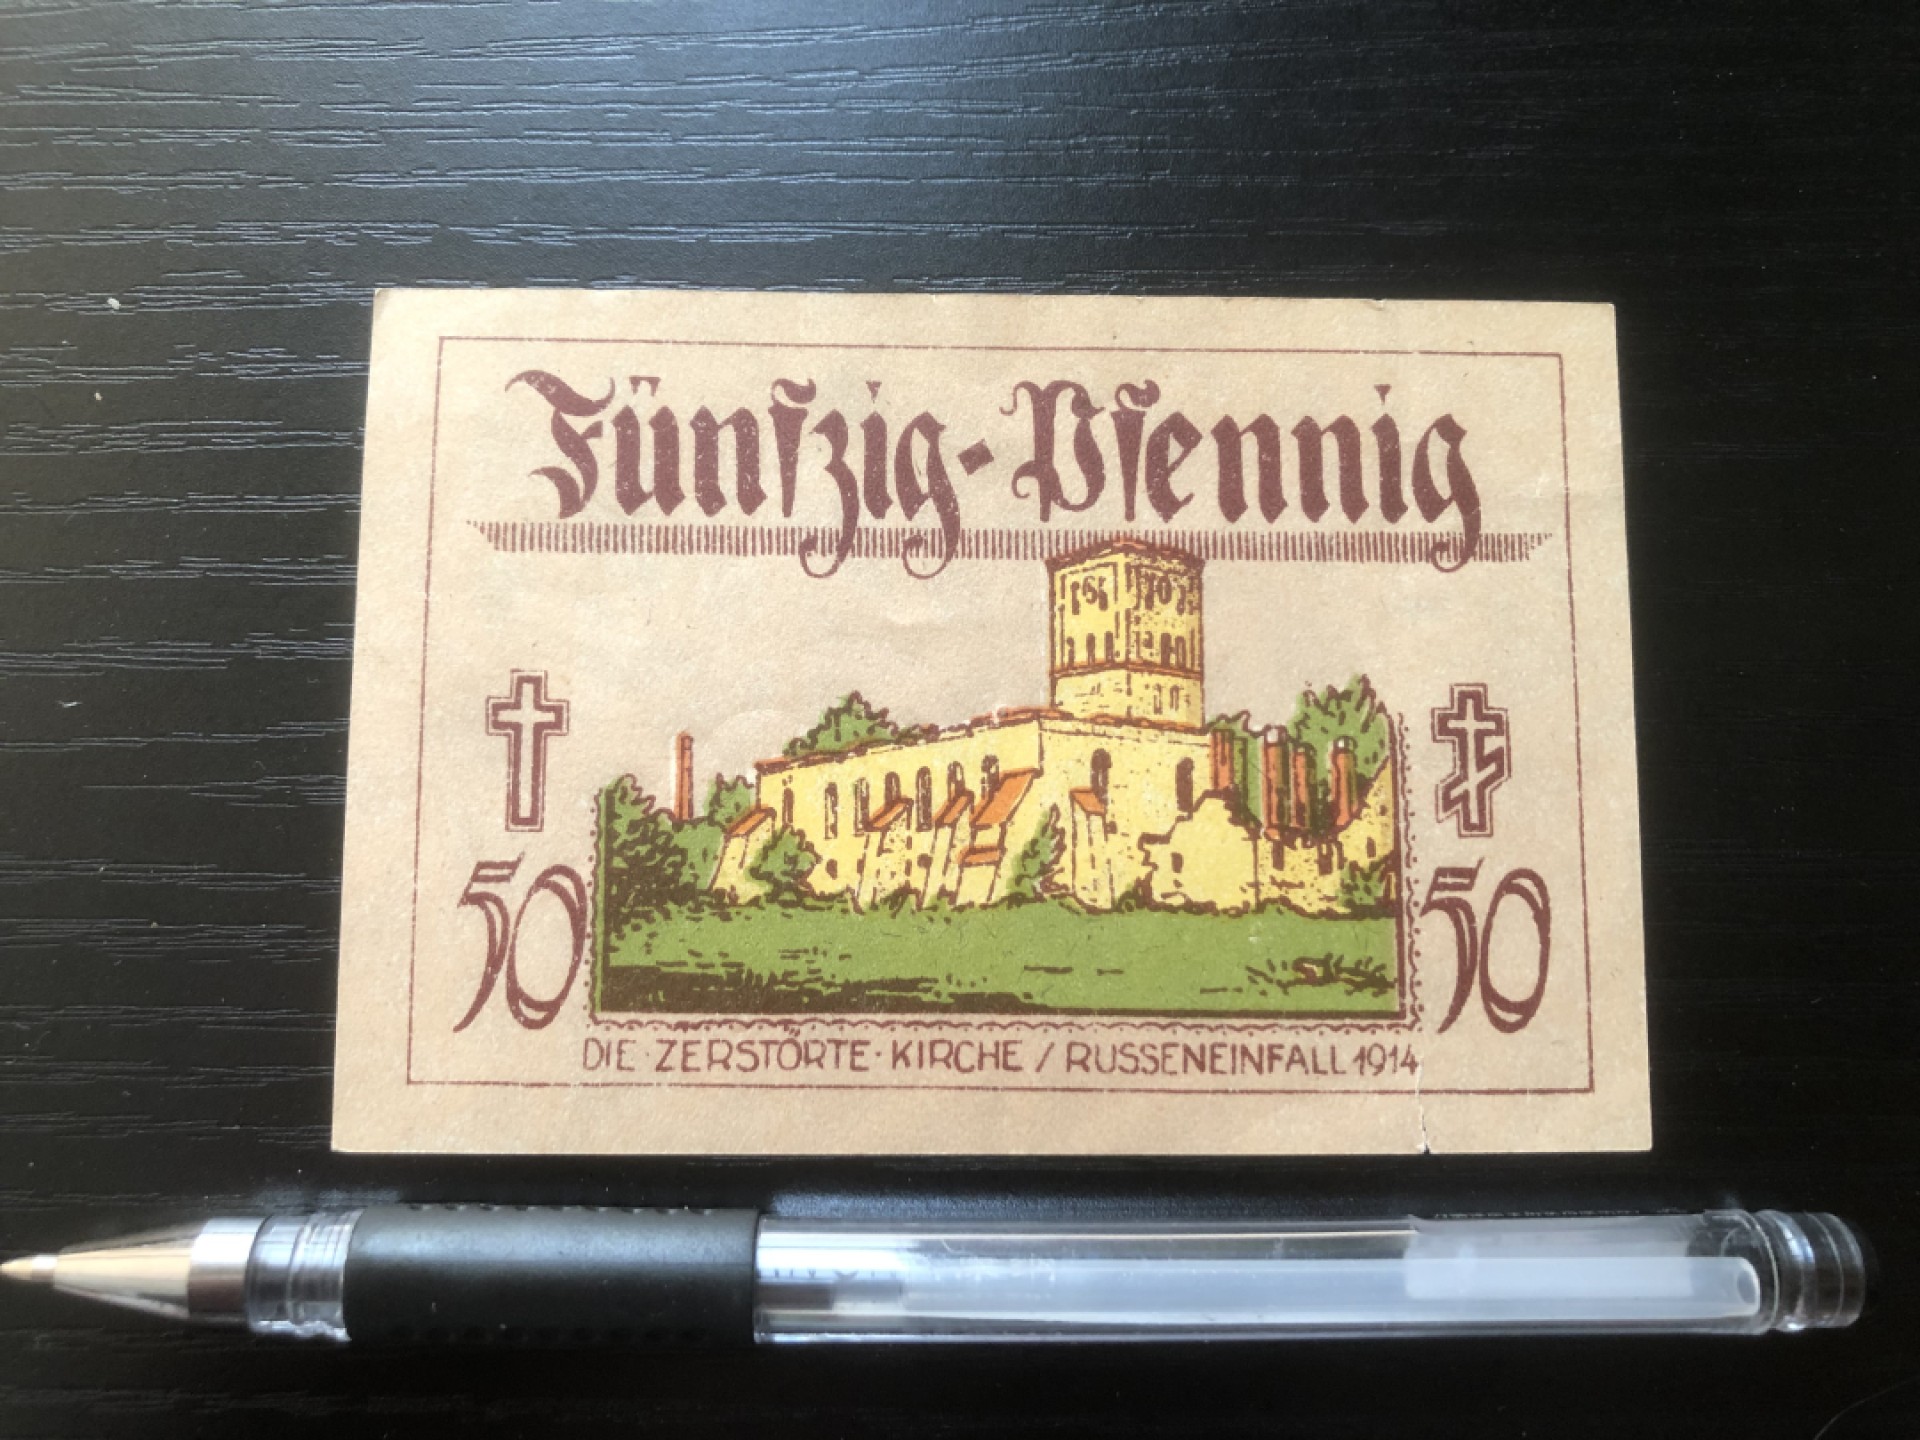 Fünfzig-Pfennig
50 50
DIE·ZERSTÖRTE·KIRCHE / RUSSENEINFALL 1914